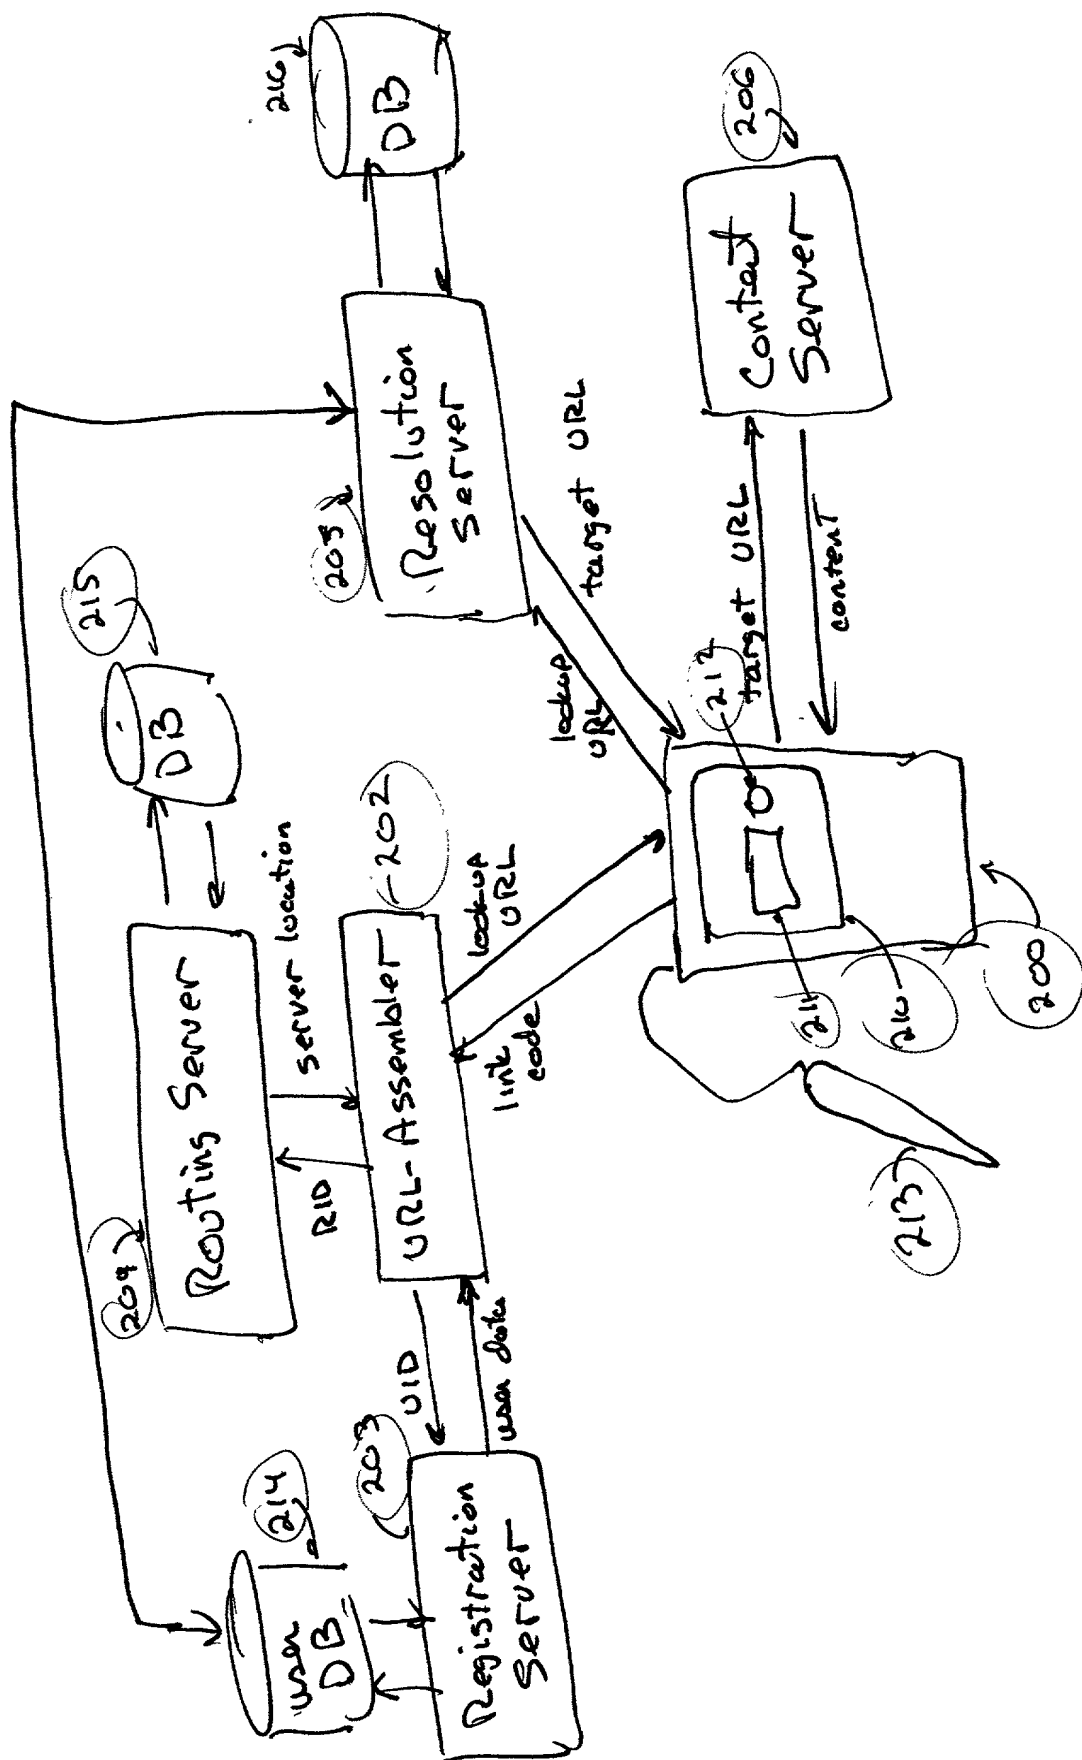 216
DB
215
DB
209
Routing Server
server location
RID
214
user
DB
203
Registration
Server
UID
user data
202
URL-Assembler
lookup
URL
link
code
205
Resolution
Server
lookup
URL
target URL
206
Content
Server
target URL
content
212
211
210
200
213